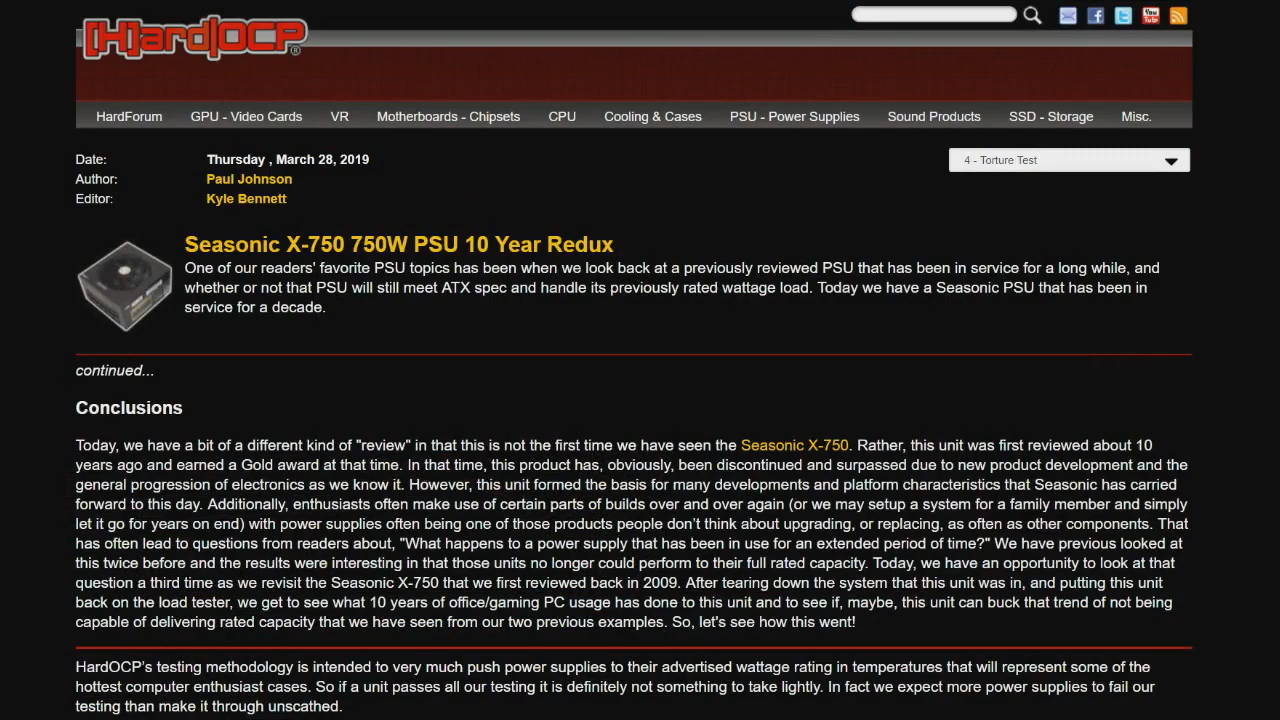 [H]ard|OCP®
HardForum GPU - Video Cards VR Motherboards - Chipsets CPU Cooling & Cases PSU - Power Supplies Sound Products SSD - Storage Misc.
Date: Thursday , March 28, 2019
4 - Torture Test
Author: Paul Johnson
Editor: Kyle Bennett
Seasonic X-750 750W PSU 10 Year Redux
One of our readers' favorite PSU topics has been when we look back at a previously reviewed PSU that has been in service for a long while, and
whether or not that PSU will still meet ATX spec and handle its previously rated wattage load. Today we have a Seasonic PSU that has been in
service for a decade.
continued...
Conclusions
Today, we have a bit of a different kind of "review" in that this is not the first time we have seen the Seasonic X-750. Rather, this unit was first reviewed about 10
years ago and earned a Gold award at that time. In that time, this product has, obviously, been discontinued and surpassed due to new product development and the
general progression of electronics as we know it. However, this unit formed the basis for many developments and platform characteristics that Seasonic has carried
forward to this day. Additionally, enthusiasts often make use of certain parts of builds over and over again (or we may setup a system for a family member and simply
let it go for years on end) with power supplies often being one of those products people don’t think about upgrading, or replacing, as often as other components. That
has often lead to questions from readers about, "What happens to a power supply that has been in use for an extended period of time?" We have previous looked at
this twice before and the results were interesting in that those units no longer could perform to their full rated capacity. Today, we have an opportunity to look at that
question a third time as we revisit the Seasonic X-750 that we first reviewed back in 2009. After tearing down the system that this unit was in, and putting this unit
back on the load tester, we get to see what 10 years of office/gaming PC usage has done to this unit and to see if, maybe, this unit can buck that trend of not being
capable of delivering rated capacity that we have seen from our two previous examples. So, let's see how this went!
HardOCP’s testing methodology is intended to very much push power supplies to their advertised wattage rating in temperatures that will represent some of the
hottest computer enthusiast cases. So if a unit passes all our testing it is definitely not something to take lightly. In fact we expect more power supplies to fail our
testing than make it through unscathed.